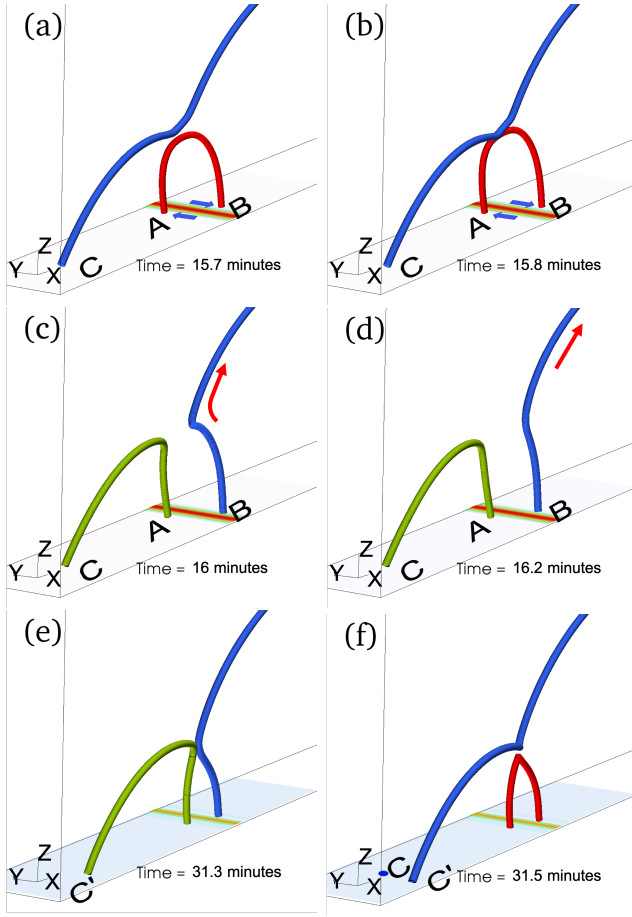 (a)
Z
Y
X
C
A
B
Time = 15.7 minutes
(b)
Z
Y
X
C
A
B
Time = 15.8 minutes
(c)
Z
Y
X
C
A
B
Time = 16 minutes
(d)
Z
Y
X
C
A
B
Time = 16.2 minutes
(e)
Z
Y
X
C'
Time = 31.3 minutes
(f)
Z
Y
X
C
C'
Time = 31.5 minutes